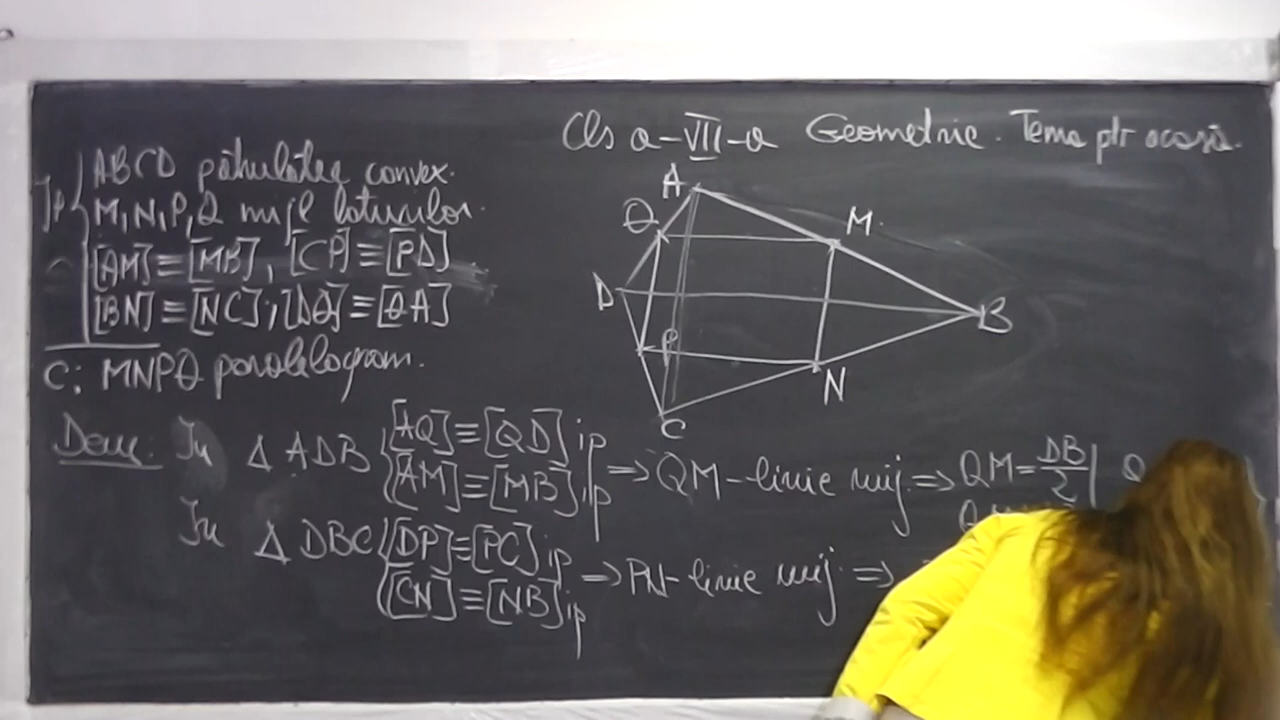 Cls a-VII-a Geometrie. Tema ptr acasă.
Ip ABCD patrulater convex.
M,N,P,Q mijl laturilor.
[AM]≡[MB], [CP]≡[PD]
[BN]≡[NC]; [DQ]≡[QA]
C: MNPQ paralelogram.
A
Q
M.
D
B
P
N
C
Dem: In Δ ADB { [AQ]≡[QD] ip
[AM]≡[MB] ip ⇒ QM-linie mij. ⇒ QM = DB/2
In Δ DBC { [DP]≡[PC] ip
[CN]≡[NB] ip ⇒ PN-linie mij. ⇒